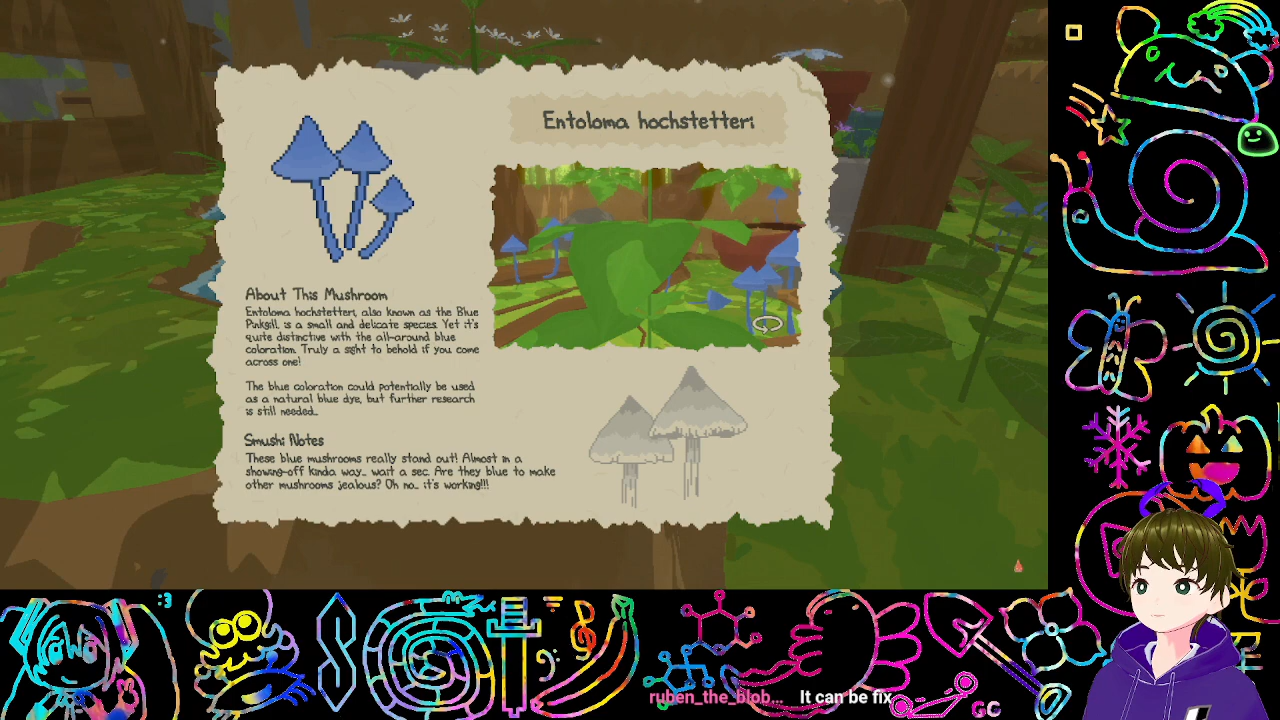 Entoloma hochstetteri
About This Mushroom
Entoloma hochstetteri, also known as the Blue
Pinkgill, is a small and delicate species. Yet it's
quite distinctive with the all-around blue
coloration. Truly a sight to behold if you come
across one!
The blue coloration could potentially be used
as a natural blue dye, but further research
is still needed...
Smushi Notes
These blue mushrooms really stand out! Almost in a
showing-off kinda way... wait a sec. Are they blue to make
other mushrooms jealous? Oh no... it's working!!!
:3
ruben_the_blob... It can be fix
GC